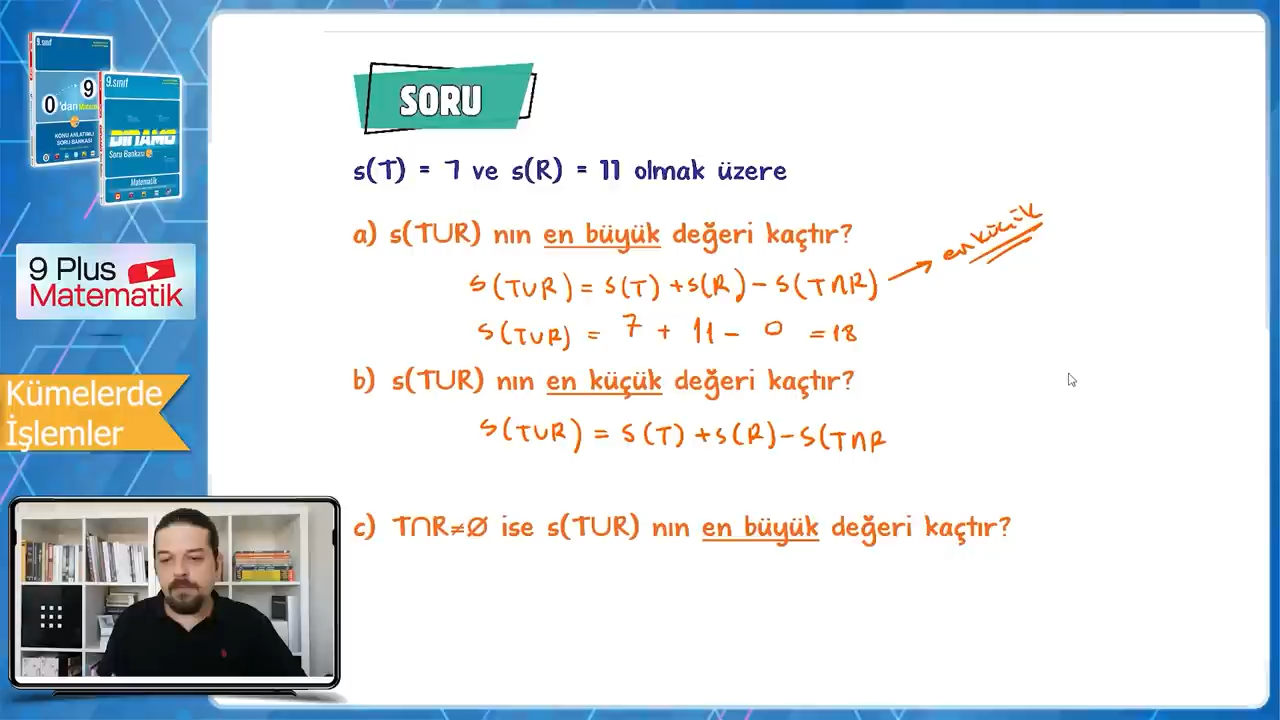 9.sınıf
0'dan 9
Matematik
KONU ANLATIMLI
SORU BANKASI
9.sınıf
DİNAMO
Soru Bankası
Matematik
9 Plus
Matematik
Kümelerde
İşlemler
SORU
s(T) = 7 ve s(R) = 11 olmak üzere
a) s(TUR) nın en büyük değeri kaçtır?
s(TUR) = s(T) + s(R) - s(T∩R) → en küçük
s(TUR) = 7 + 11 - 0 = 18
b) s(TUR) nın en küçük değeri kaçtır?
s(TUR) = s(T) + s(R) - s(T∩R
c) T∩R≠∅ ise s(TUR) nın en büyük değeri kaçtır?